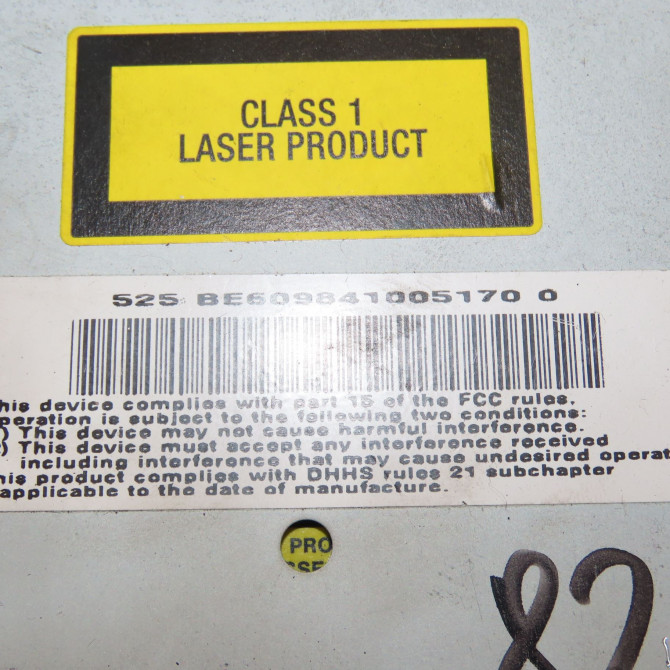 CLASS 1
LASER PRODUCT
525 BE609841005170 0
his device complies with part 15 of the FCC rules.
peration is subject to the following two conditions:
) This device may not cause harmful interference.
) This device must accept any interference received
including interference that may cause undesired operat
his product complies with DHHS rules 21 subchapter
applicable to the date of manufacture.
PRO
SSE
82